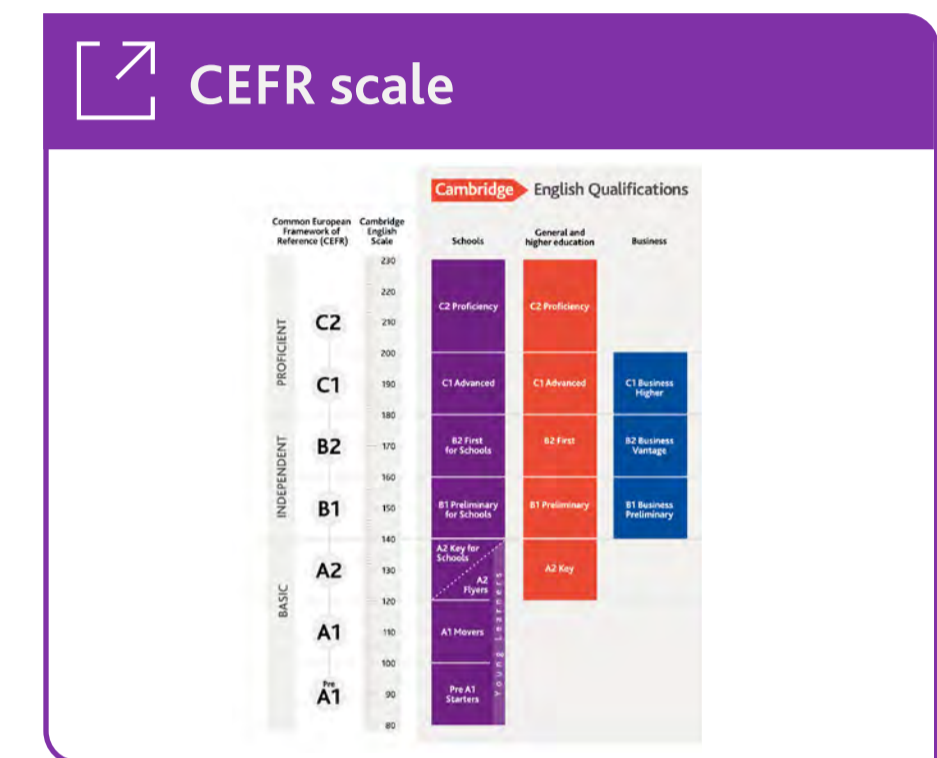 CEFR scale
Cambridge English Qualifications
Common European
Framework of
Reference (CEFR)
Cambridge
English
Scale
Schools
General and
higher education
Business
230
220
210
200
190
180
170
160
150
140
130
120
110
100
90
80
PROFICIENT
INDEPENDENT
BASIC
C2
C1
B2
B1
A2
A1
Pre
A1
C2 Proficiency
C1 Advanced
B2 First
for Schools
B1 Preliminary
for Schools
A2 Key for
Schools
A2
Flyers
A1 Movers
Pre A1
Starters
Young Learners
C2 Proficiency
C1 Advanced
B2 First
B1 Preliminary
A2 Key
C1 Business
Higher
B2 Business
Vantage
B1 Business
Preliminary